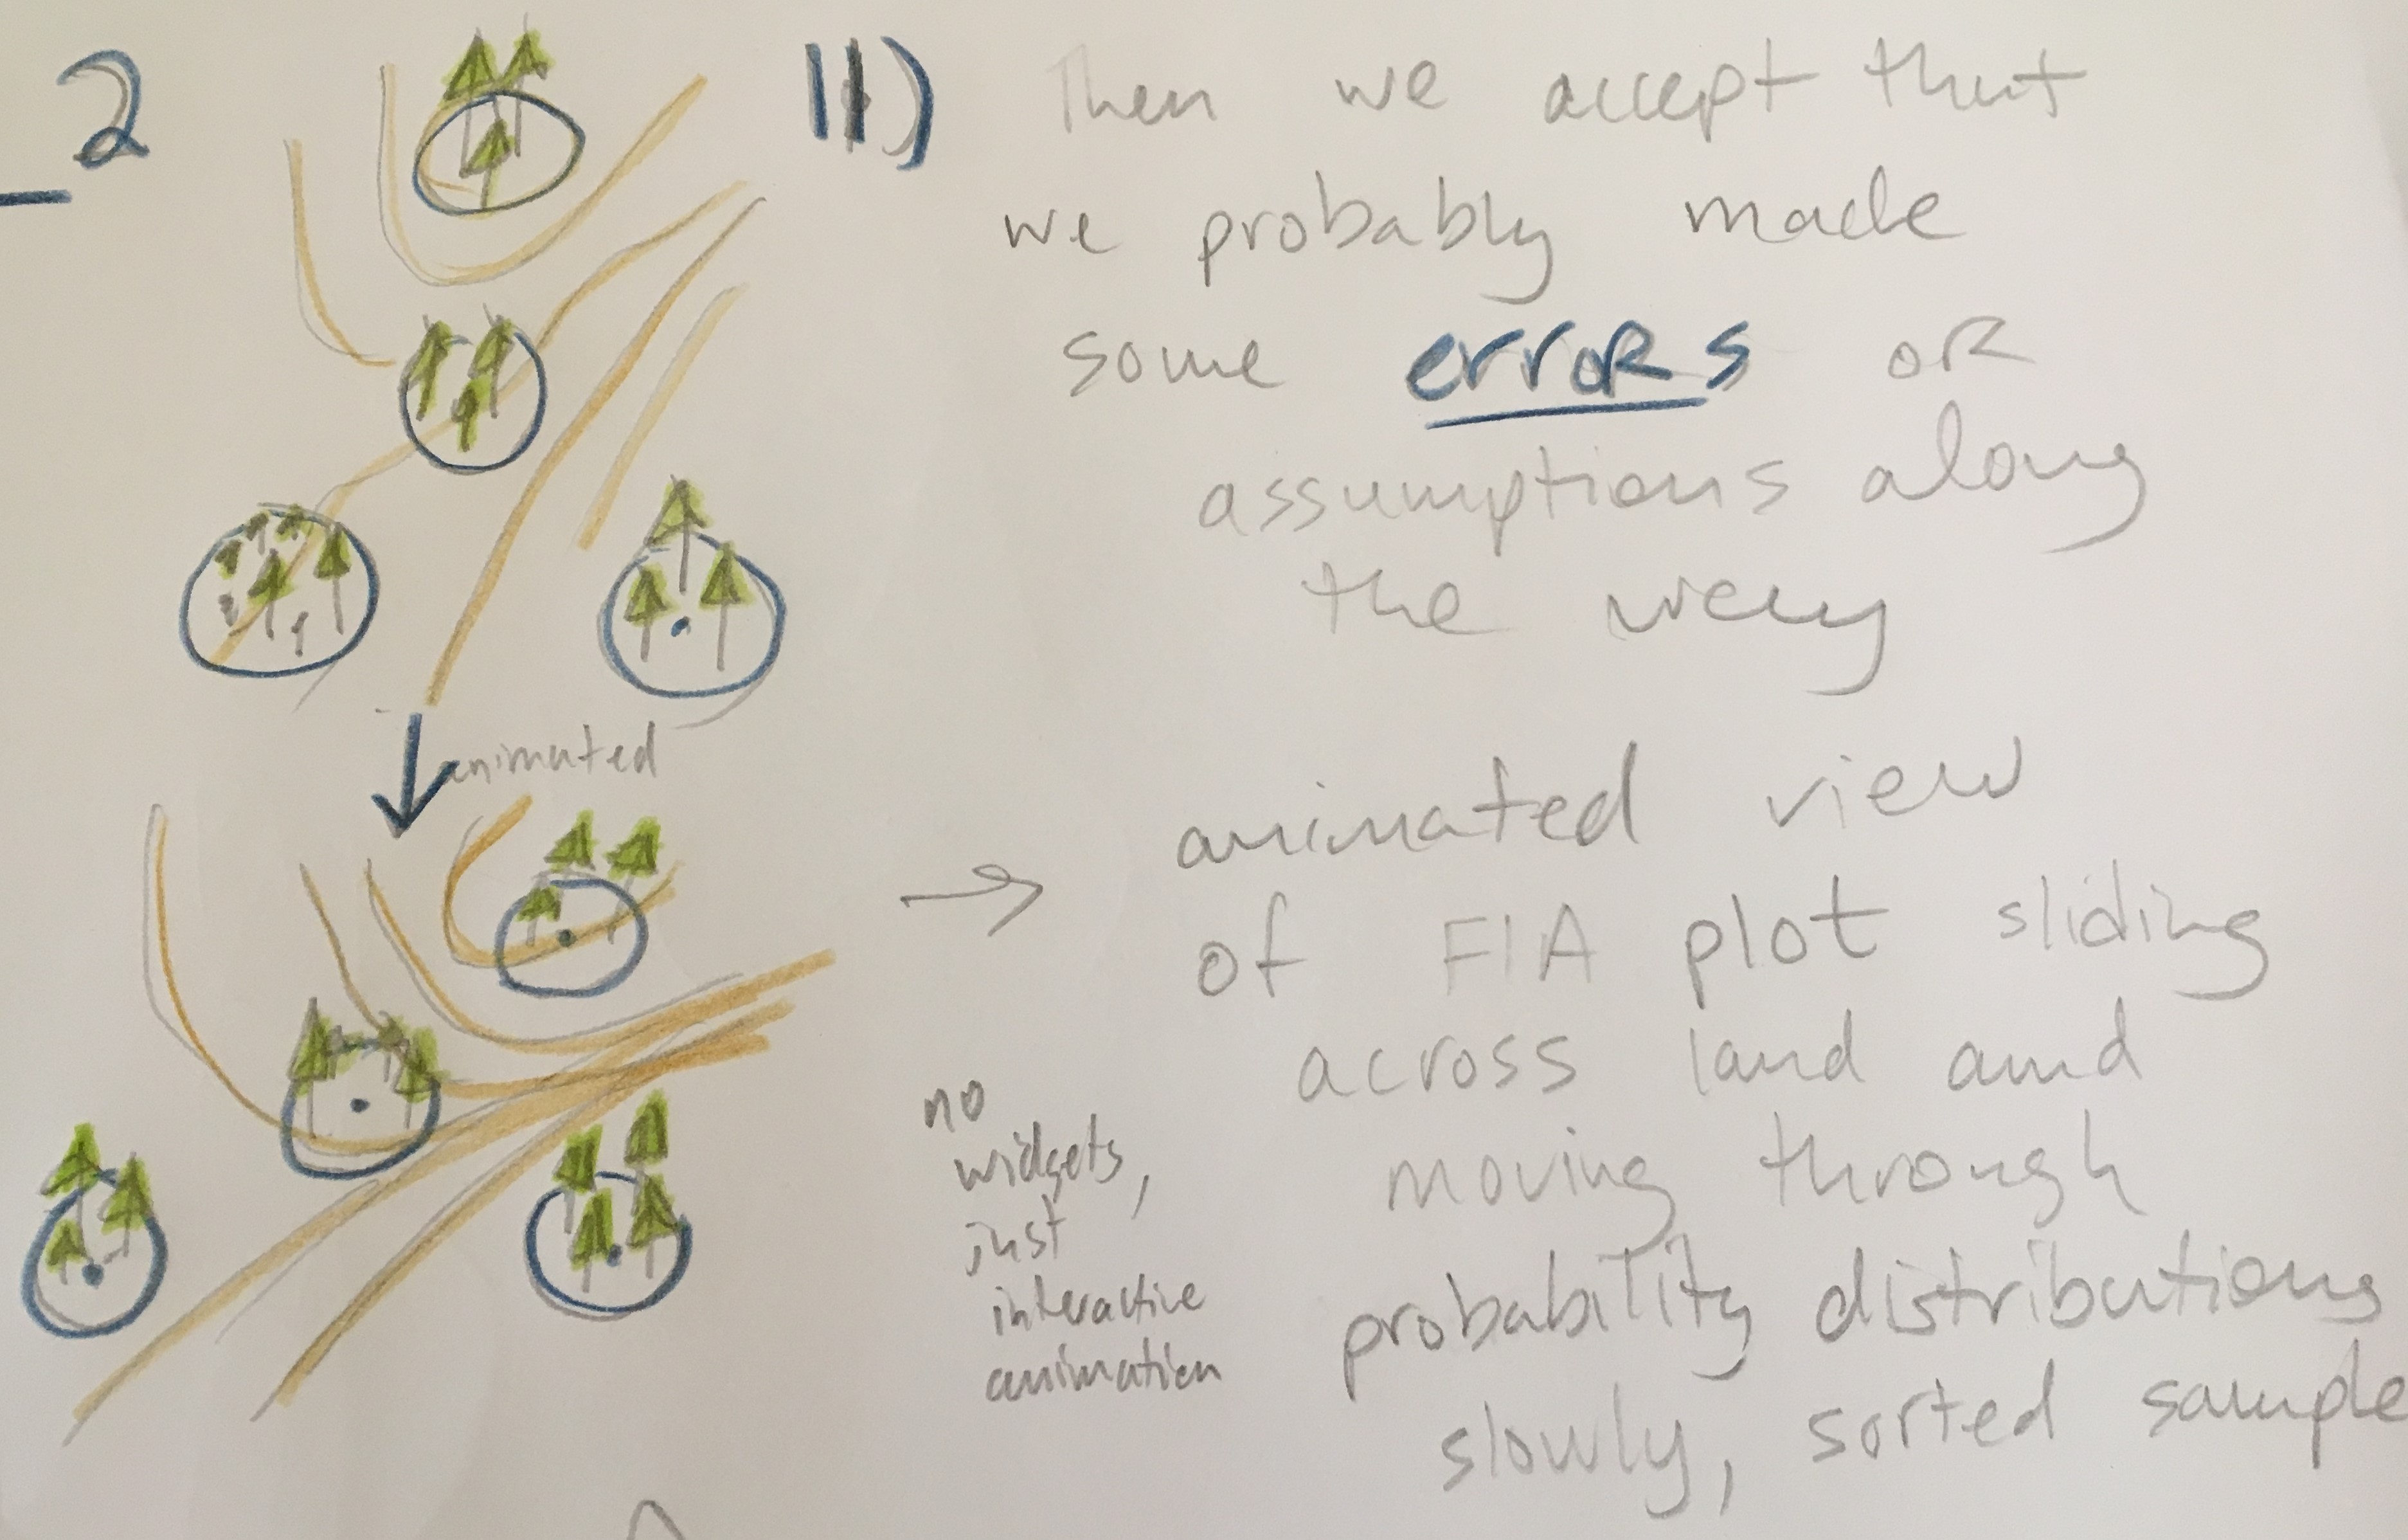 2
11) Then we accept that
we probably made
some errors or
assumptions along
the way
animated
animated view
of FIA plot sliding
across land and
moving through
probability distributions
slowly, sorted sample
no
widgets,
just
interactive
animation